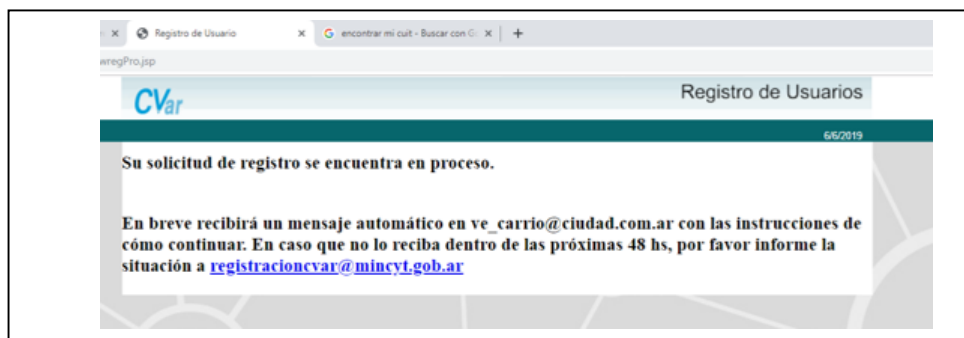 Registro de Usuario
encontrar mi cuit - Buscar con G
wregPro.jsp
CVar
Registro de Usuarios
6/6/2019
Su solicitud de registro se encuentra en proceso.
En breve recibirá un mensaje automático en ve_carrio@ciudad.com.ar con las instrucciones de
cómo continuar. En caso que no lo reciba dentro de las próximas 48 hs, por favor informe la
situación a registracioncvar@mincyt.gob.ar